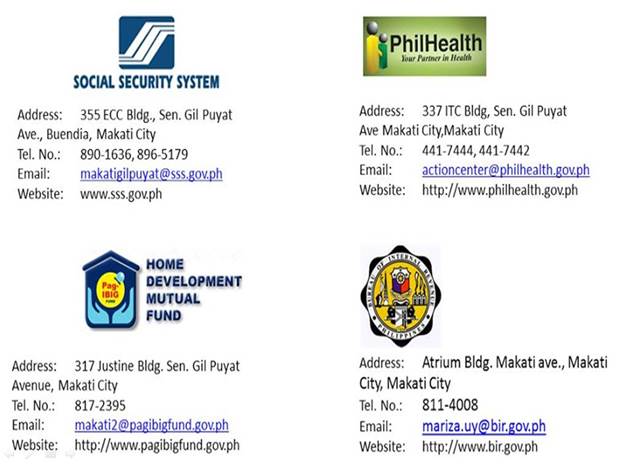 SOCIAL SECURITY SYSTEM
Address: 355 ECC Bldg., Sen. Gil Puyat
Ave., Buendia, Makati City
Tel. No.: 890-1636, 896-5179
Email: makatigilpuyat@sss.gov.ph
Website: www.sss.gov.ph
PhilHealth
Your Partner in Health
Address: 337 ITC Bldg, Sen. Gil Puyat
Ave Makati City,Makati City
Tel. No.: 441-7444, 441-7442
Email: actioncenter@philhealth.gov.ph
Website: http://www.philhealth.gov.ph
Pag-
IBIG
FUND
HOME
DEVELOPMENT
MUTUAL
FUND
Address: 317 Justine Bldg. Sen. Gil Puyat
Avenue, Makati City
Tel. No.: 817-2395
Email: makati2@pagibigfund.gov.ph
Website: http://www.pagibigfund.gov.ph
BUREAU OF INTERNAL REVENUE
PHILIPPINES
Address: Atrium Bldg. Makati ave., Makati
City, Makati City
Tel. No.: 811-4008
Email: mariza.uy@bir.gov.ph
Website: http://www.bir.gov.ph